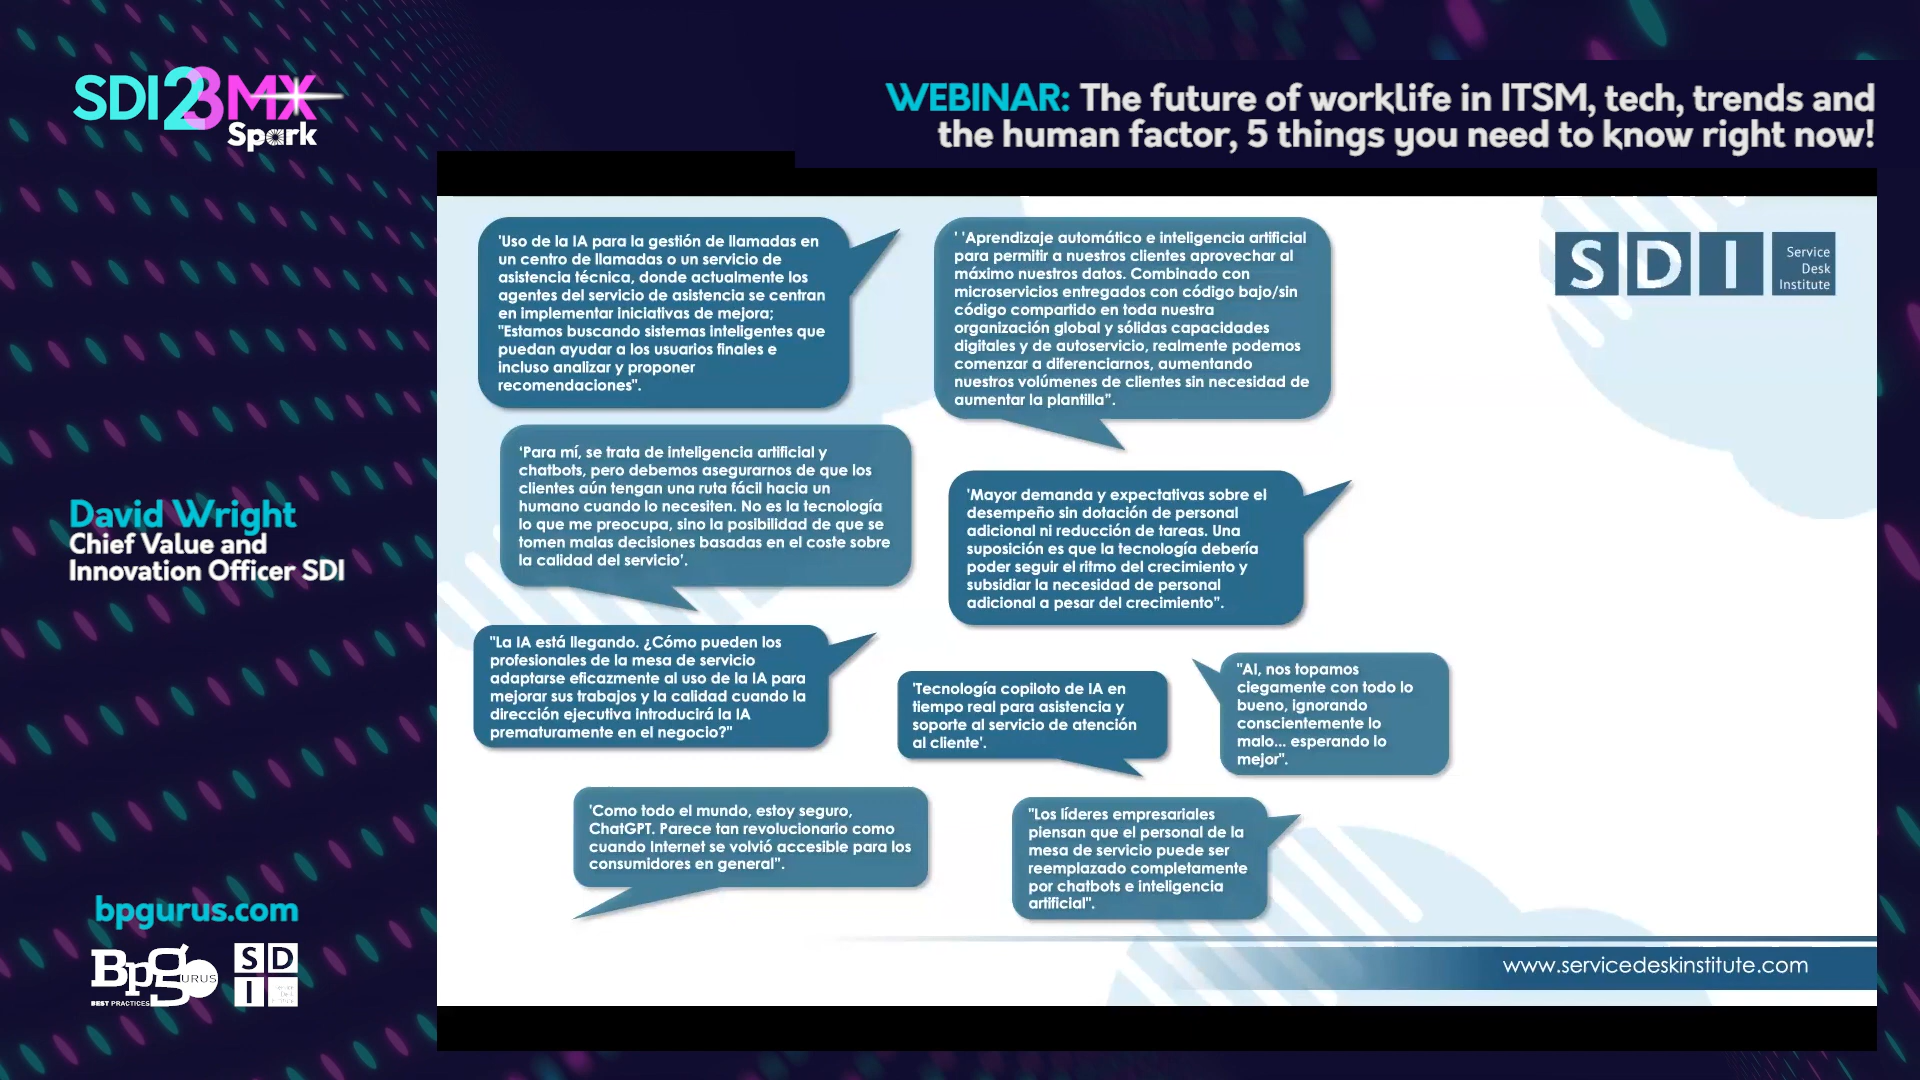 SDI23MX
Spark
WEBINAR: The future of worklife in ITSM, tech, trends and
the human factor, 5 things you need to know right now!
David Wright
Chief Value and
Innovation Officer SDI
bpgurus.com
BpGURUS
BEST PRACTICES
SD
I
'Uso de la IA para la gestión de llamadas en
un centro de llamadas o un servicio de
asistencia técnica, donde actualmente los
agentes del servicio de asistencia se centran
en implementar iniciativas de mejora;
"Estamos buscando sistemas inteligentes que
puedan ayudar a los usuarios finales e
incluso analizar y proponer
recomendaciones".
' 'Aprendizaje automático e inteligencia artificial
para permitir a nuestros clientes aprovechar al
máximo nuestros datos. Combinado con
microservicios entregados con código bajo/sin
código compartido en toda nuestra
organización global y sólidas capacidades
digitales y de autoservicio, realmente podemos
comenzar a diferenciarnos, aumentando
nuestros volúmenes de clientes sin necesidad de
aumentar la plantilla".
SDI
Service
Desk
Institute
'Para mí, se trata de inteligencia artificial y
chatbots, pero debemos asegurarnos de que los
clientes aún tengan una ruta fácil hacia un
humano cuando lo necesiten. No es la tecnología
lo que me preocupa, sino la posibilidad de que se
tomen malas decisiones basadas en el coste sobre
la calidad del servicio'.
'Mayor demanda y expectativas sobre el
desempeño sin dotación de personal
adicional ni reducción de tareas. Una
suposición es que la tecnología debería
poder seguir el ritmo del crecimiento y
subsidiar la necesidad de personal
adicional a pesar del crecimiento".
"La IA está llegando. ¿Cómo pueden los
profesionales de la mesa de servicio
adaptarse eficazmente al uso de la IA para
mejorar sus trabajos y la calidad cuando la
dirección ejecutiva introducirá la IA
prematuramente en el negocio?"
'Tecnología copiloto de IA en
tiempo real para asistencia y
soporte al servicio de atención
al cliente'.
"AI, nos topamos
ciegamente con todo lo
bueno, ignorando
conscientemente lo
malo... esperando lo
mejor".
'Como todo el mundo, estoy seguro,
ChatGPT. Parece tan revolucionario como
cuando Internet se volvió accesible para los
consumidores en general".
"Los líderes empresariales
piensan que el personal de la
mesa de servicio puede ser
reemplazado completamente
por chatbots e inteligencia
artificial".
www.servicedeskinstitute.com